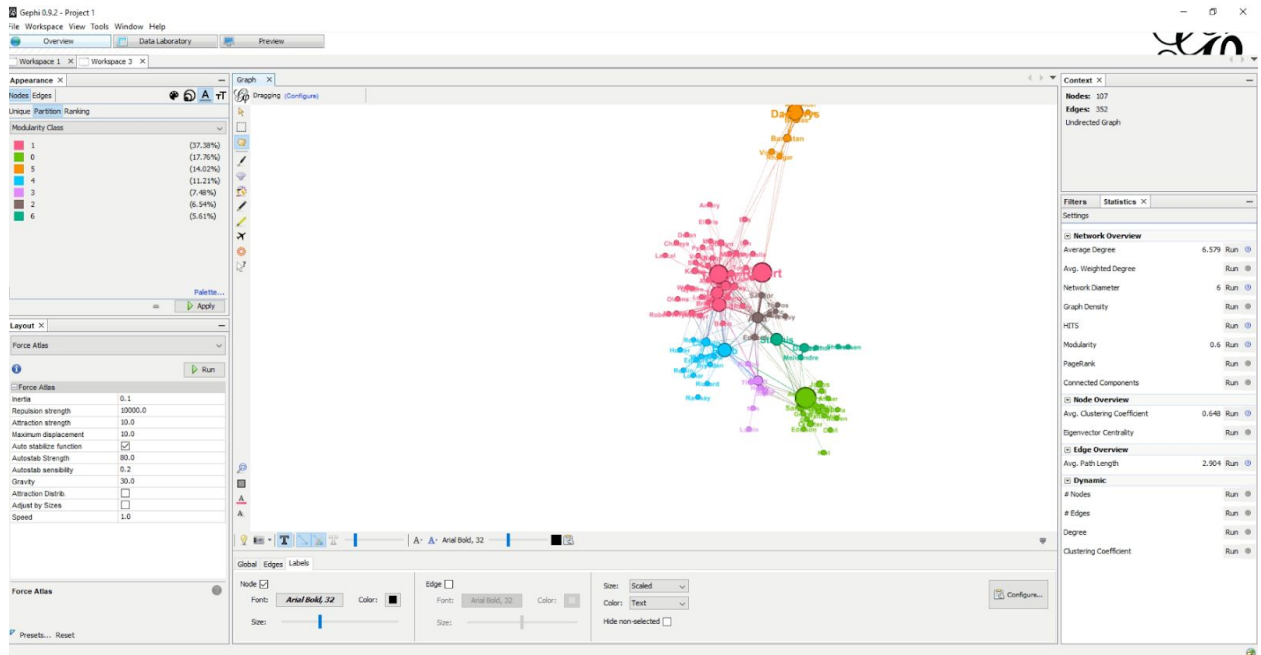 Gephi 0.9.2 - Project 1
File Workspace View Tools Window Help
Overview Data Laboratory Preview
Workspace 1 X Workspace 3 X
Appearance X
Nodes Edges
Unique Partition Ranking
Modularity Class
1 (37.38%)
0 (17.76%)
5 (14.02%)
4 (11.21%)
3 (7.48%)
2 (6.54%)
6 (5.61%)
Palette...
Apply
Layout X
Force Atlas
Run
Force Atlas
Inertia 0.1
Repulsion strength 10000.0
Attraction strength 10.0
Maximum displacement 10.0
Auto stabilize function
Autostab Strength 80.0
Autostab sensibility 0.2
Gravity 30.0
Attraction Distrib.
Adjust by Sizes
Speed 1.0
Force Atlas
Presets... Reset
Graph X
Dragging (Configure)
Arial Bold, 32
Global Edges Labels
Node Edge
Font: Arial Bold, 32 Color: Font: Arial Bold, 32 Color:
Size: Size:
Size: Scaled
Color: Text
Hide non-selected
Configure...
Context X
Nodes: 107
Edges: 352
Undirected Graph
Filters Statistics X
Settings
Network Overview
Average Degree 6.579 Run
Avg. Weighted Degree Run
Network Diameter 6 Run
Graph Density Run
HITS Run
Modularity 0.6 Run
PageRank Run
Connected Components Run
Node Overview
Avg. Clustering Coefficient 0.648 Run
Eigenvector Centrality Run
Edge Overview
Avg. Path Length 2.904 Run
Dynamic
# Nodes Run
# Edges Run
Degree Run
Clustering Coefficient Run